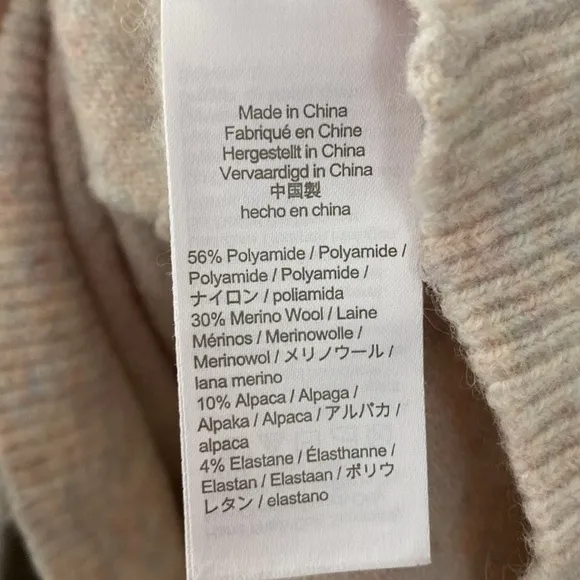 Made in China
Fabriqué en Chine
Hergestellt in China
Vervaardigd in China
中国製
hecho en china
56% Polyamide / Polyamide /
Polyamide / Polyamide /
ナイロン / poliamida
30% Merino Wool / Laine
Mérinos / Merinowolle /
Merinowol / メリノウール /
lana merino
10% Alpaca / Alpaga /
Alpaka / Alpaca / アルパカ /
alpaca
4% Elastane / Élasthanne /
Elastan / Elastaan / ポリウ
レタン / elastano